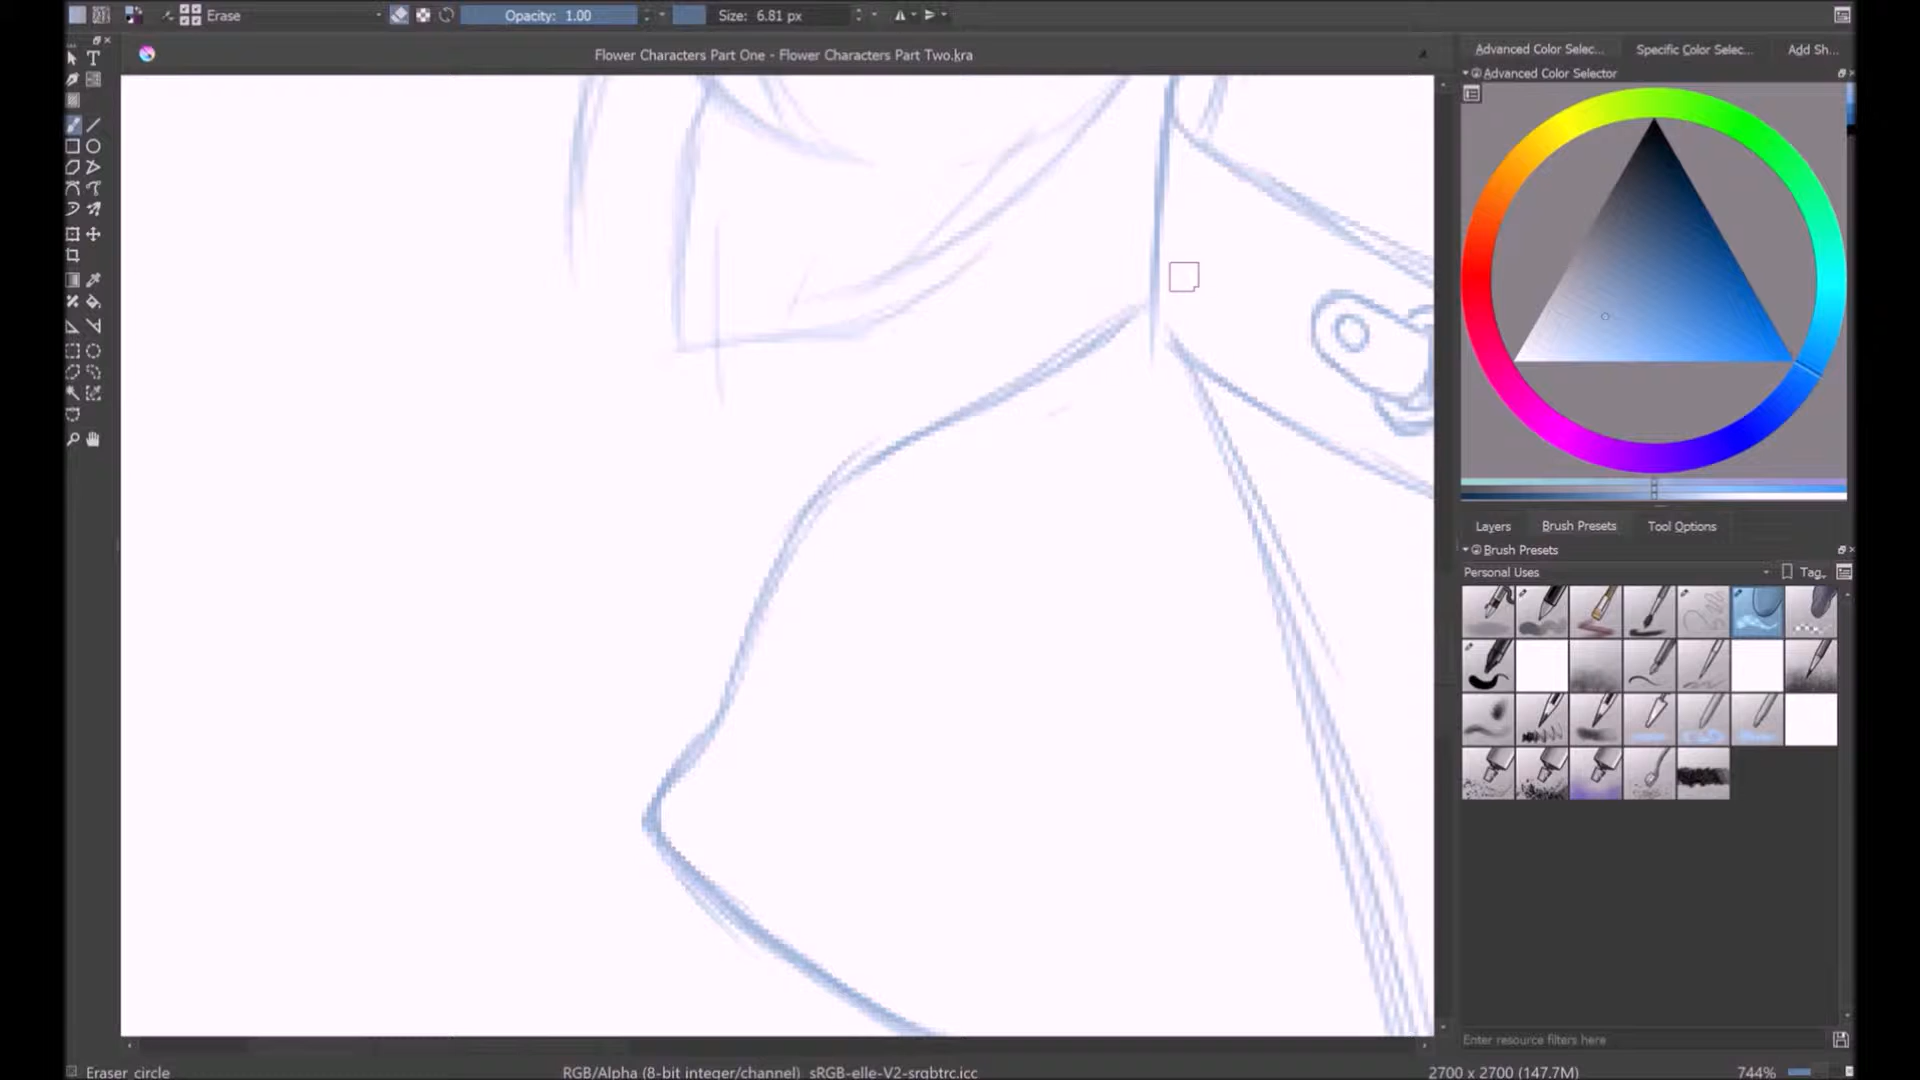 Erase
Opacity: 1.00
Size: 6.81 px
Flower Characters Part One - Flower Characters Part Two.kra
Advanced Color Selec...
Specific Color Selec...
Add Sh...
Advanced Color Selector
Layers
Brush Presets
Tool Options
Brush Presets
Personal Uses
Tag
Enter resource filters here
Eraser_circle
RGB/Alpha (8-bit integer/channel) sRGB-elle-V2-srgbtrc.icc
2700 x 2700 (147.7M)
744%